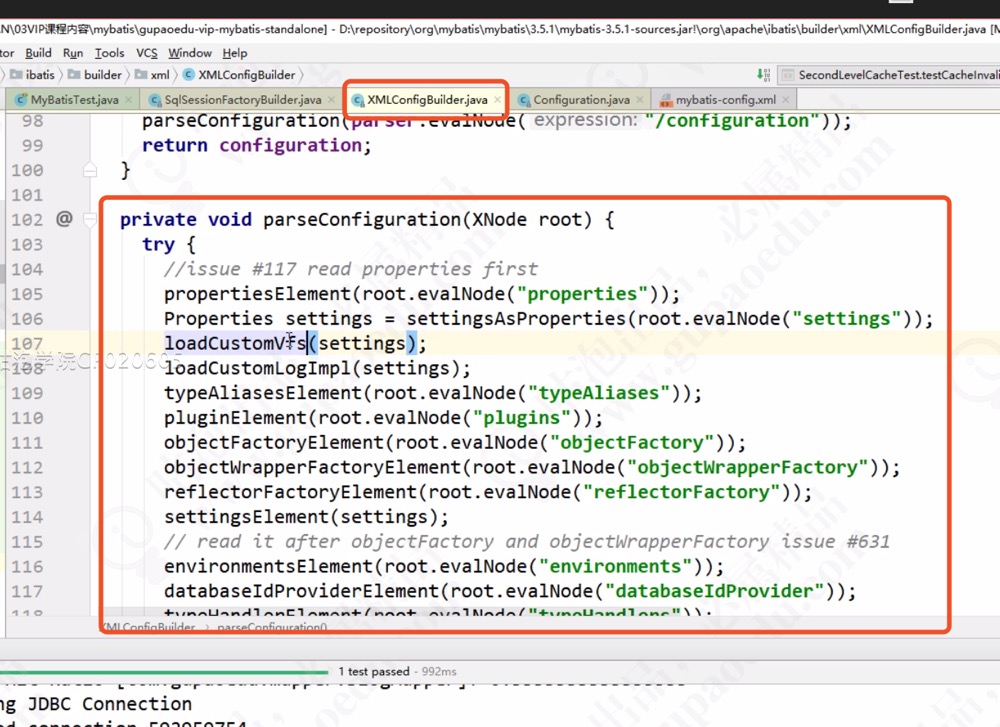 N\03VIP课程内容\mybatis\gupaoedu-vip-mybatis-standalone] - D:\repository\org\mybatis\mybatis\3.5.1\mybatis-3.5.1-sources.jar!\org\apache\ibatis\builder\xml\XMLConfigBuilder.java
tor Build Run Tools VCS Window Help
ibatis builder xml XMLConfigBuilder SecondLevelCacheTest.testCacheInvali
MyBatisTest.java SqlSessionFactoryBuilder.java XMLConfigBuilder.java Configuration.java mybatis-config.xml
98 parseConfiguration(parser.evalNode( expression: "/configuration"));
99 return configuration;
100 }
101
102 @ private void parseConfiguration(XNode root) {
103 try {
104 //issue #117 read properties first
105 propertiesElement(root.evalNode("properties"));
106 Properties settings = settingsAsProperties(root.evalNode("settings"));
107 loadCustomVfs(settings);
108 loadCustomLogImpl(settings);
109 typeAliasesElement(root.evalNode("typeAliases"));
110 pluginElement(root.evalNode("plugins"));
111 objectFactoryElement(root.evalNode("objectFactory"));
112 objectWrapperFactoryElement(root.evalNode("objectWrapperFactory"));
113 reflectorFactoryElement(root.evalNode("reflectorFactory"));
114 settingsElement(settings);
115 // read it after objectFactory and objectWrapperFactory issue #631
116 environmentsElement(root.evalNode("environments"));
117 databaseIdProviderElement(root.evalNode("databaseIdProvider"));
118 typeHandlerElement(root.evalNode("typeHandlers"));
XMLConfigBuilder > parseConfiguration()
1 test passed - 992ms
ng JDBC Connection